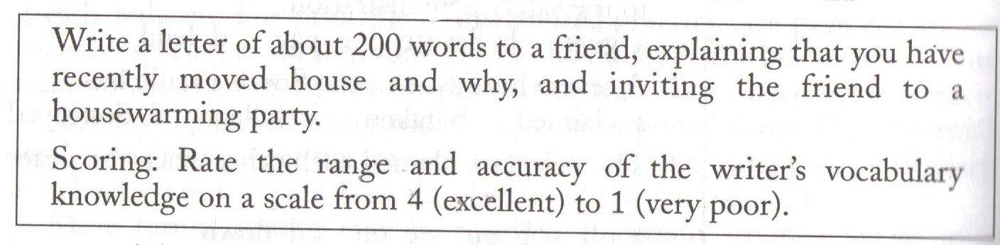 Write a letter of about 200 words to a friend, explaining that you have
recently moved house and why, and inviting the friend to a
housewarming party.
Scoring: Rate the range and accuracy of the writer's vocabulary
knowledge on a scale from 4 (excellent) to 1 (very poor).